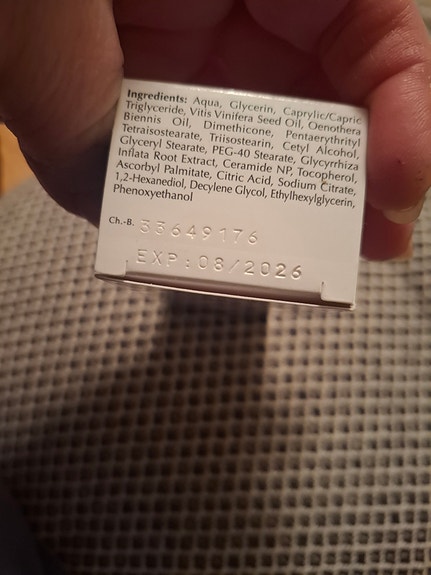 Ingredients: Aqua, Glycerin, Caprylic/Capric
Triglyceride, Vitis Vinifera Seed Oil, Oenothera
Biennis Oil, Dimethicone, Pentaerythrityl
Tetraisostearate, Triisostearin, Cetyl Alcohol,
Glyceryl Stearate, PEG-40 Stearate, Glycyrrhiza
Inflata Root Extract, Ceramide NP, Tocopherol,
Ascorbyl Palmitate, Citric Acid, Sodium Citrate,
1,2-Hexanediol, Decylene Glycol, Ethylhexylglycerin,
Phenoxyethanol
Ch.-B. 33649176
EXP:08/2026